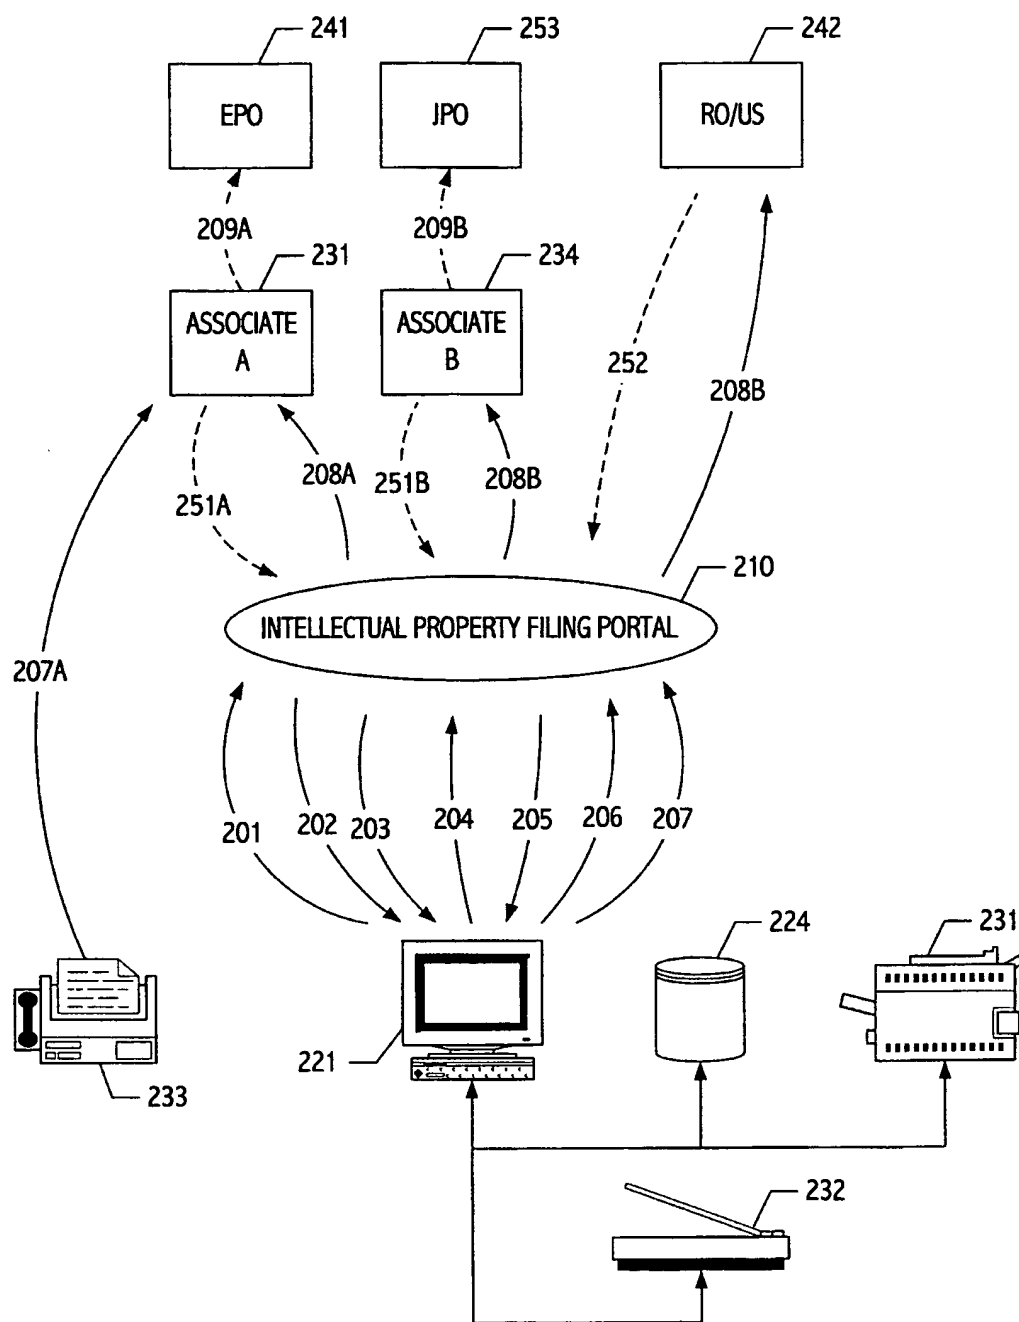 241
253
242
EPO
JPO
RO/US
209A
209B
231
234
ASSOCIATE
A
ASSOCIATE
B
252
208B
251A
208A
251B
208B
210
INTELLECTUAL PROPERTY FILING PORTAL
207A
201
202
203
204
205
206
207
224
231
221
233
232